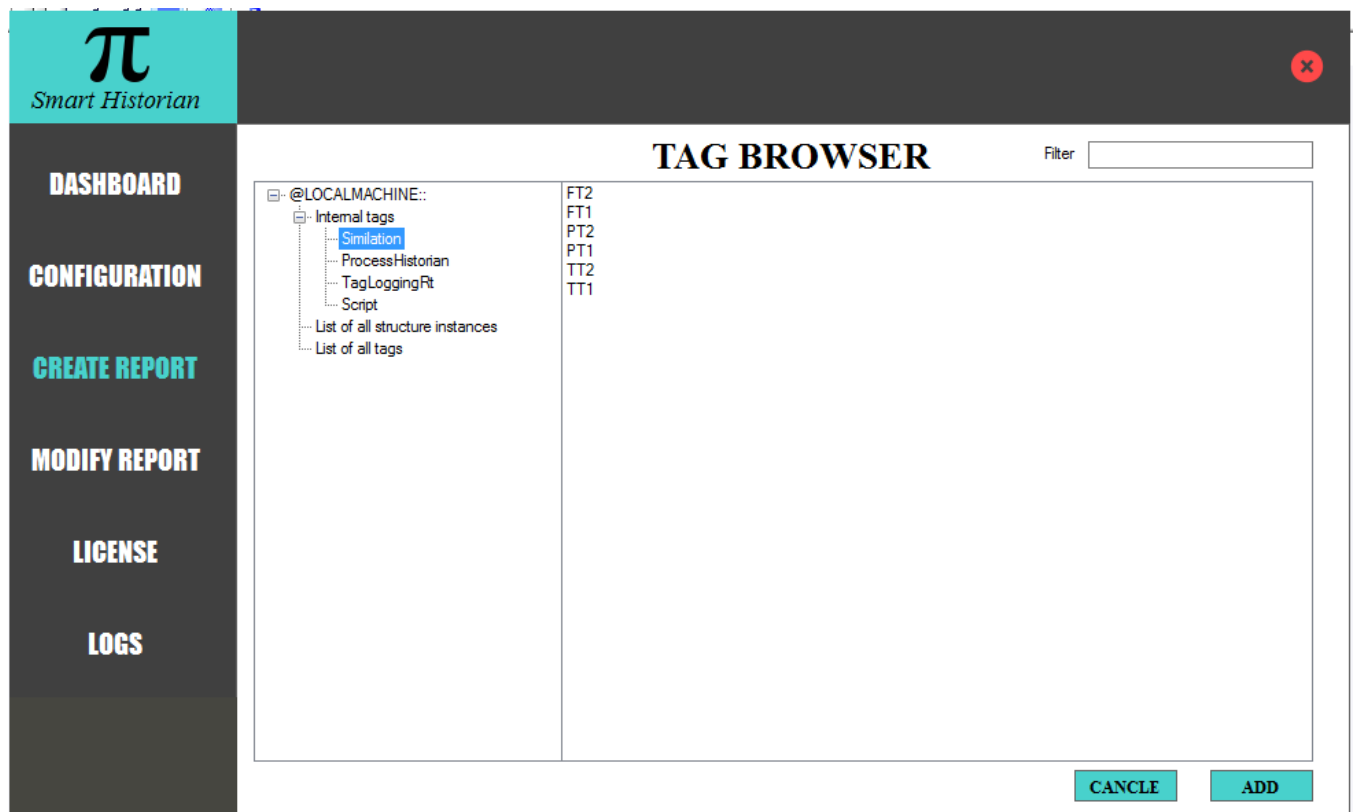 π
Smart Historian
DASHBOARD
CONFIGURATION
CREATE REPORT
MODIFY REPORT
LICENSE
LOGS
TAG BROWSER
Filter
@LOCALMACHINE::
Internal tags
Similation
ProcessHistorian
TagLoggingRt
Script
List of all structure instances
List of all tags
FT2
FT1
PT2
PT1
TT2
TT1
CANCLE
ADD